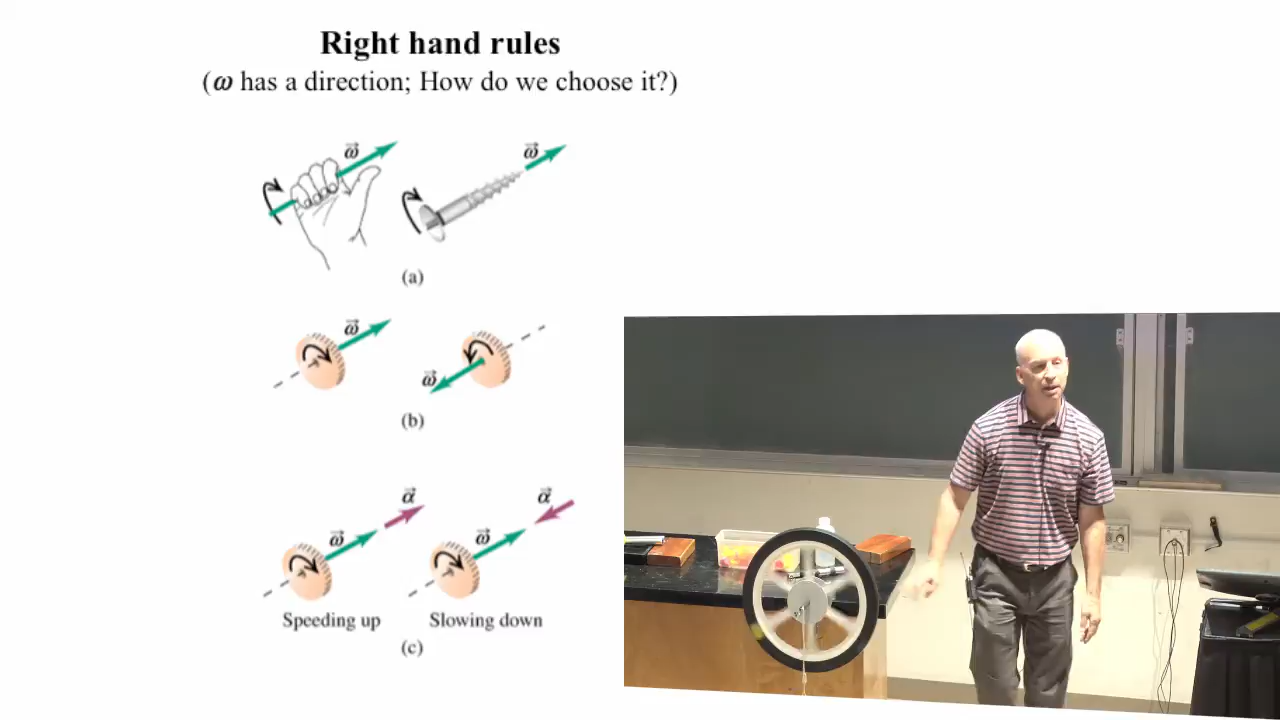 Right hand rules
(ω has a direction; How do we choose it?)
ω⃗
ω⃗
(a)
ω⃗
ω⃗
(b)
α⃗
α⃗
ω⃗
ω⃗
Speeding up
Slowing down
(c)